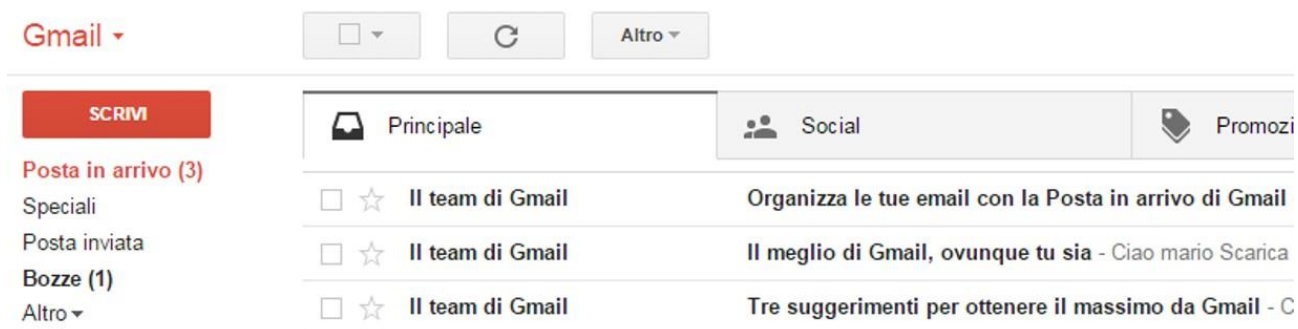 Gmail
Altro
SCRIVI
Principale
Social
Promozi
Posta in arrivo (3)
Speciali
Posta inviata
Bozze (1)
Altro
Il team di Gmail Organizza le tue email con la Posta in arrivo di Gmail
Il team di Gmail Il meglio di Gmail, ovunque tu sia - Ciao mario Scarica
Il team di Gmail Tre suggerimenti per ottenere il massimo da Gmail - C